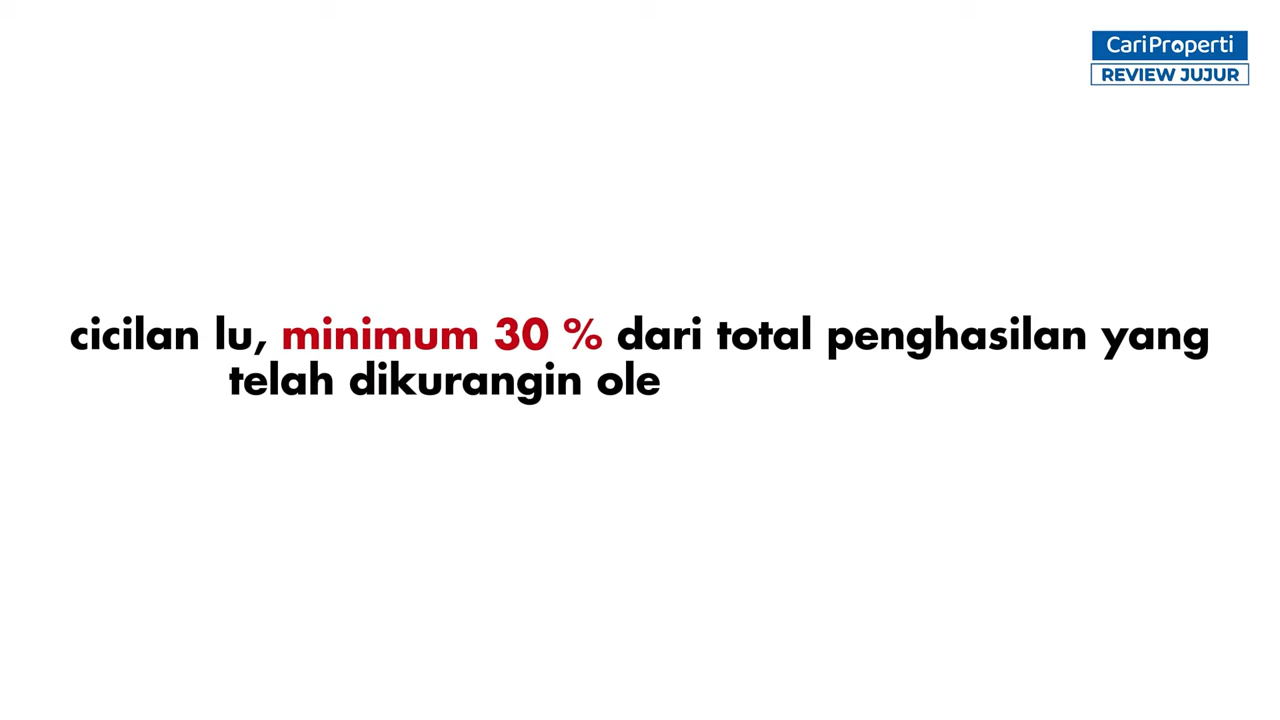 CariProperti
REVIEW JUJUR
cicilan lu, minimum 30 % dari total penghasilan yang
telah dikurangin ole